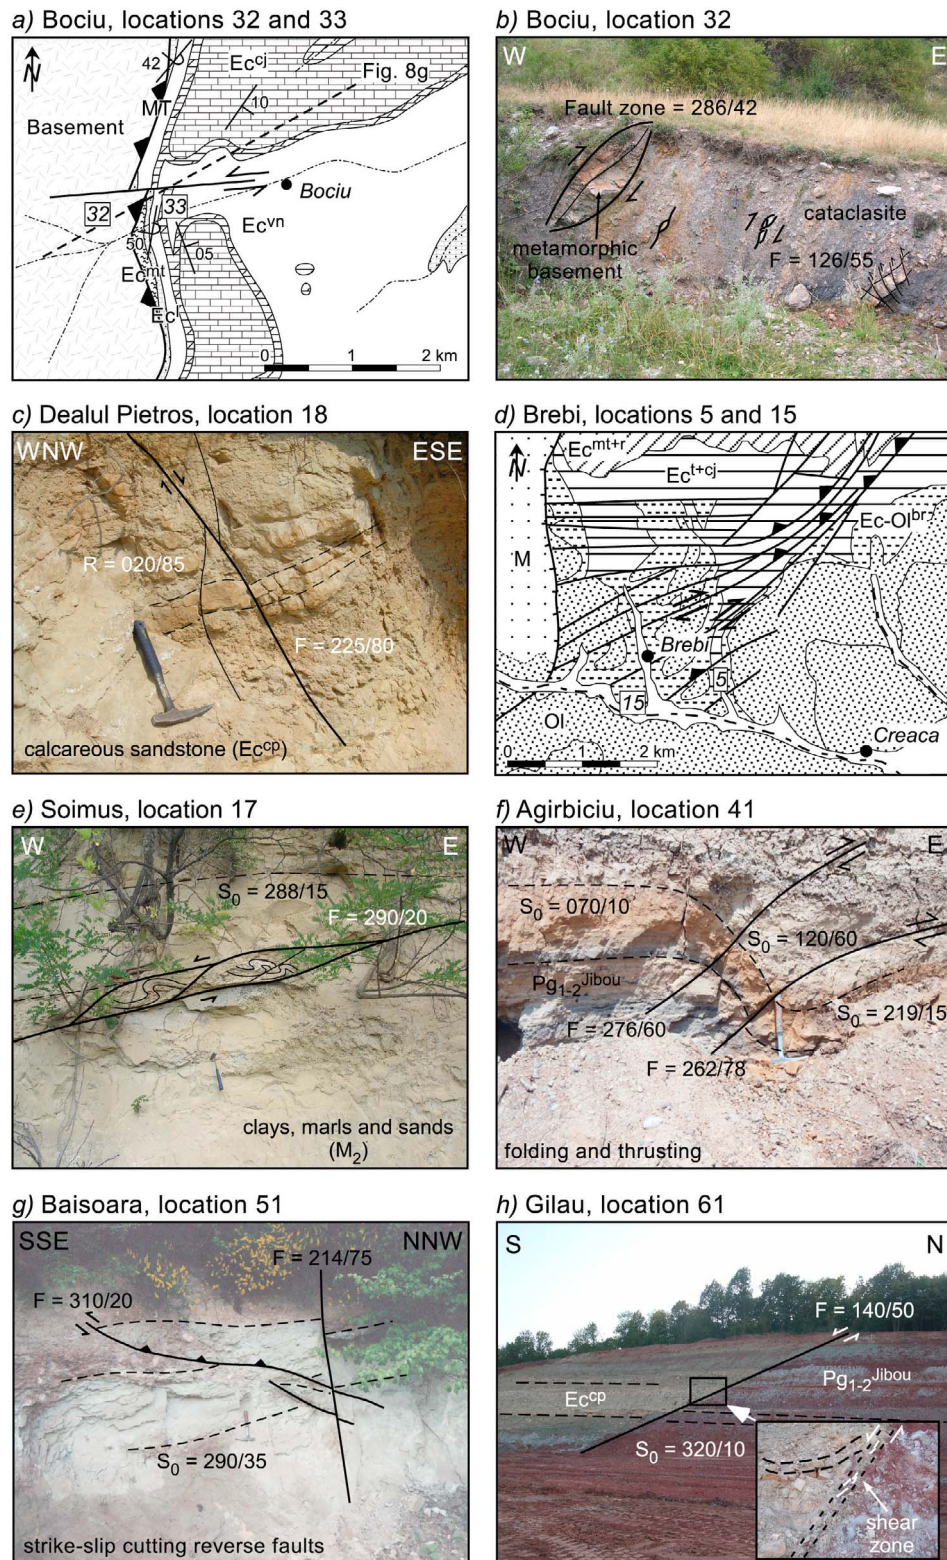 a) Bociu, locations 32 and 33
N
42
Ec^cj
Fig. 8g
MT
10
Basement
32
33
Bociu
50
Ec^mt
05
Ec^vn
Ec^l
0 1 2 km
b) Bociu, location 32
W E
Fault zone = 286/42
cataclasite
metamorphic
basement
F = 126/55
c) Dealul Pietros, location 18
WNW ESE
R = 020/85
F = 225/80
calcareous sandstone (Ec^cp)
d) Brebi, locations 5 and 15
N
Ec^mt+r
Ec^t+cj
Ec-Ol^br
M
Brebi
5
15
Ol
Creaca
0 1 2 km
e) Soimus, location 17
W E
S₀ = 288/15
F = 290/20
clays, marls and sands
(M₂)
f) Agirbiciu, location 41
W E
S₀ = 070/10
S₀ = 120/60
Pg₁₋₂^Jibou
S₀ = 219/15
F = 276/60
F = 262/78
folding and thrusting
g) Baisoara, location 51
SSE NNW
F = 214/75
F = 310/20
S₀ = 290/35
strike-slip cutting reverse faults
h) Gilau, location 61
S N
F = 140/50
Pg₁₋₂^Jibou
Ec^cp
S₀ = 320/10
shear
zone